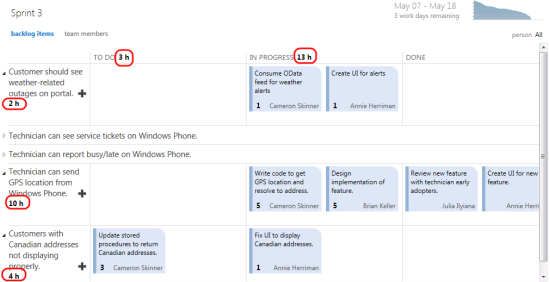 Sprint 3
May 07 - May 18
3 work days remaining
backlog items team members
person All
TO DO 3 h IN PROGRESS 13 h DONE
Customer should see
weather-related
outages on portal.
2 h
Consume OData
feed for weather
alerts
1 Cameron Skinner
Create UI for alerts
1 Annie Herriman
Technician can see service tickets on Windows Phone.
Technician can report busy/late on Windows Phone.
Technician can send
GPS location from
Windows Phone.
10 h
Write code to get
GPS location and
resolve to address.
5 Cameron Skinner
Design
implementation of
feature.
5 Brian Keller
Review new feature
with technician early
adopters.
Julia Ilyiana
Create UI for new
feature.
Annie Herri
Customers with
Canadian addresses
not displaying
properly.
4 h
Update stored
procedures to return
Canadian addresses.
3 Cameron Skinner
Fix UI to display
Canadian addresses.
1 Annie Herriman